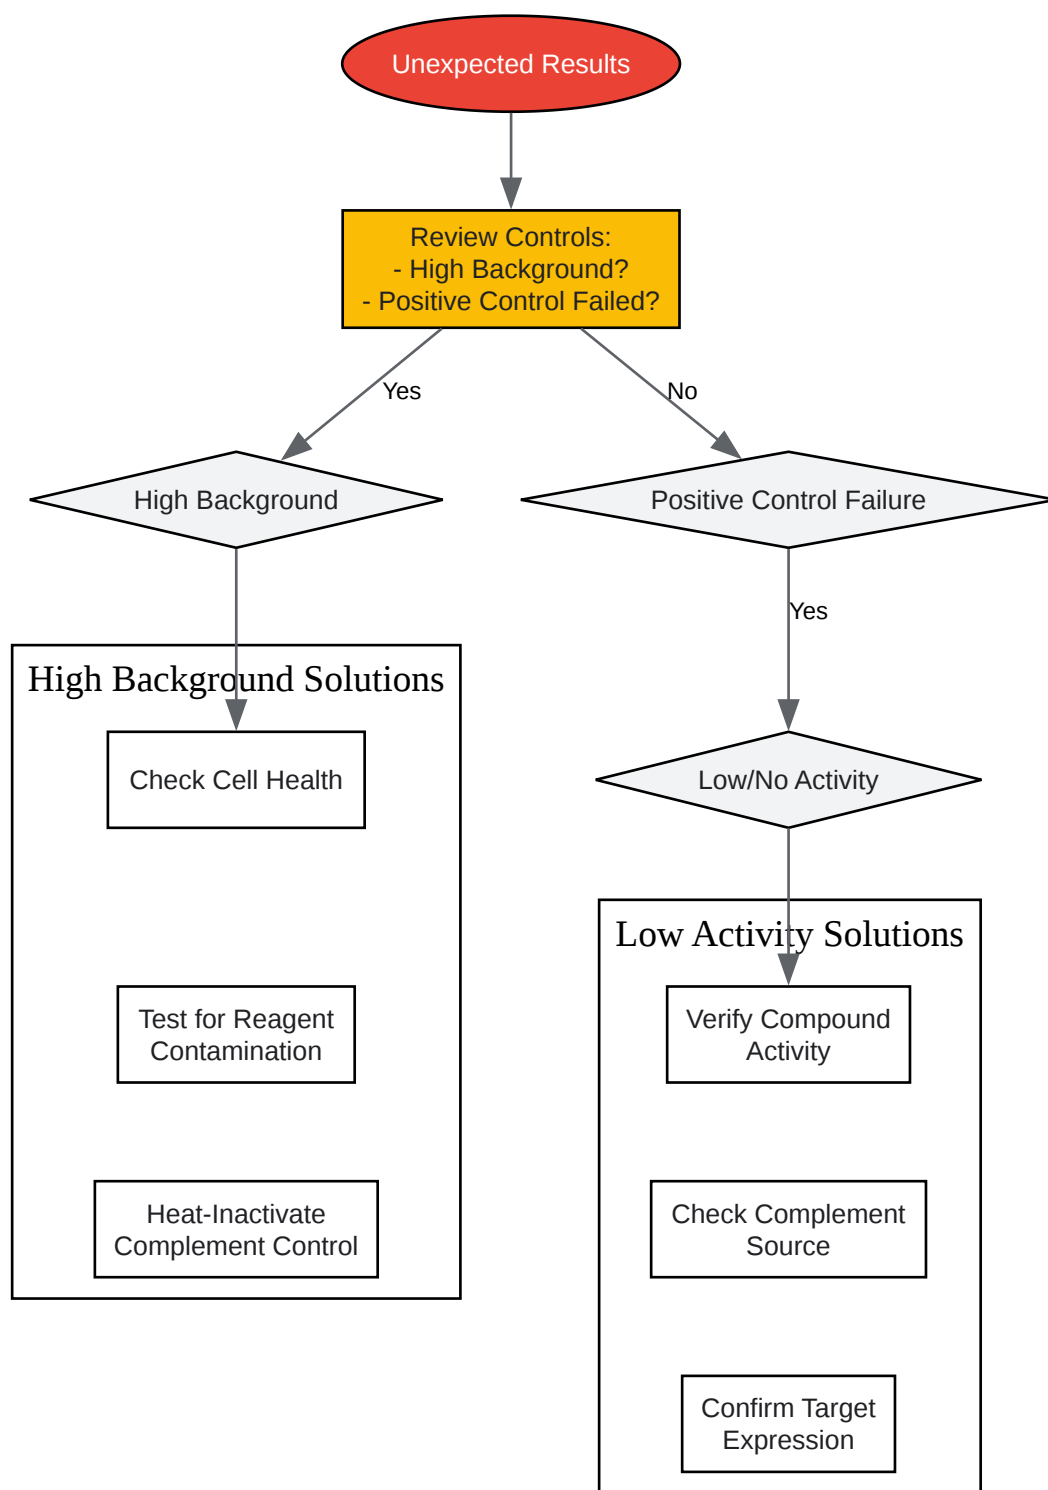 Unexpected Results
Review Controls:
- High Background?
- Positive Control Failed?
Yes
No
High Background
Positive Control Failure
Yes
High Background Solutions
Check Cell Health
Low/No Activity
Low Activity Solutions
Test for Reagent
Contamination
Verify Compound
Activity
Heat-Inactivate
Complement Control
Check Complement
Source
Confirm Target
Expression